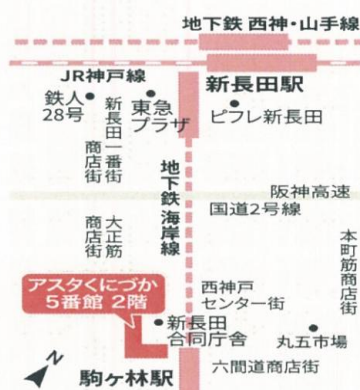 地下鉄 西神・山手線
JR神戸線
新長田駅
鉄人
28号
東急
プラザ
ピフレ新長田
新長田一番街
商店街
地下鉄 海岸線
阪神高速
国道2号線
大正筋
商店街
本町筋商店街
アスタくにづか
5番館 2階
西神戸
センター街
新長田
合同庁舎
丸五市場
六間道商店街
N
駒ヶ林駅